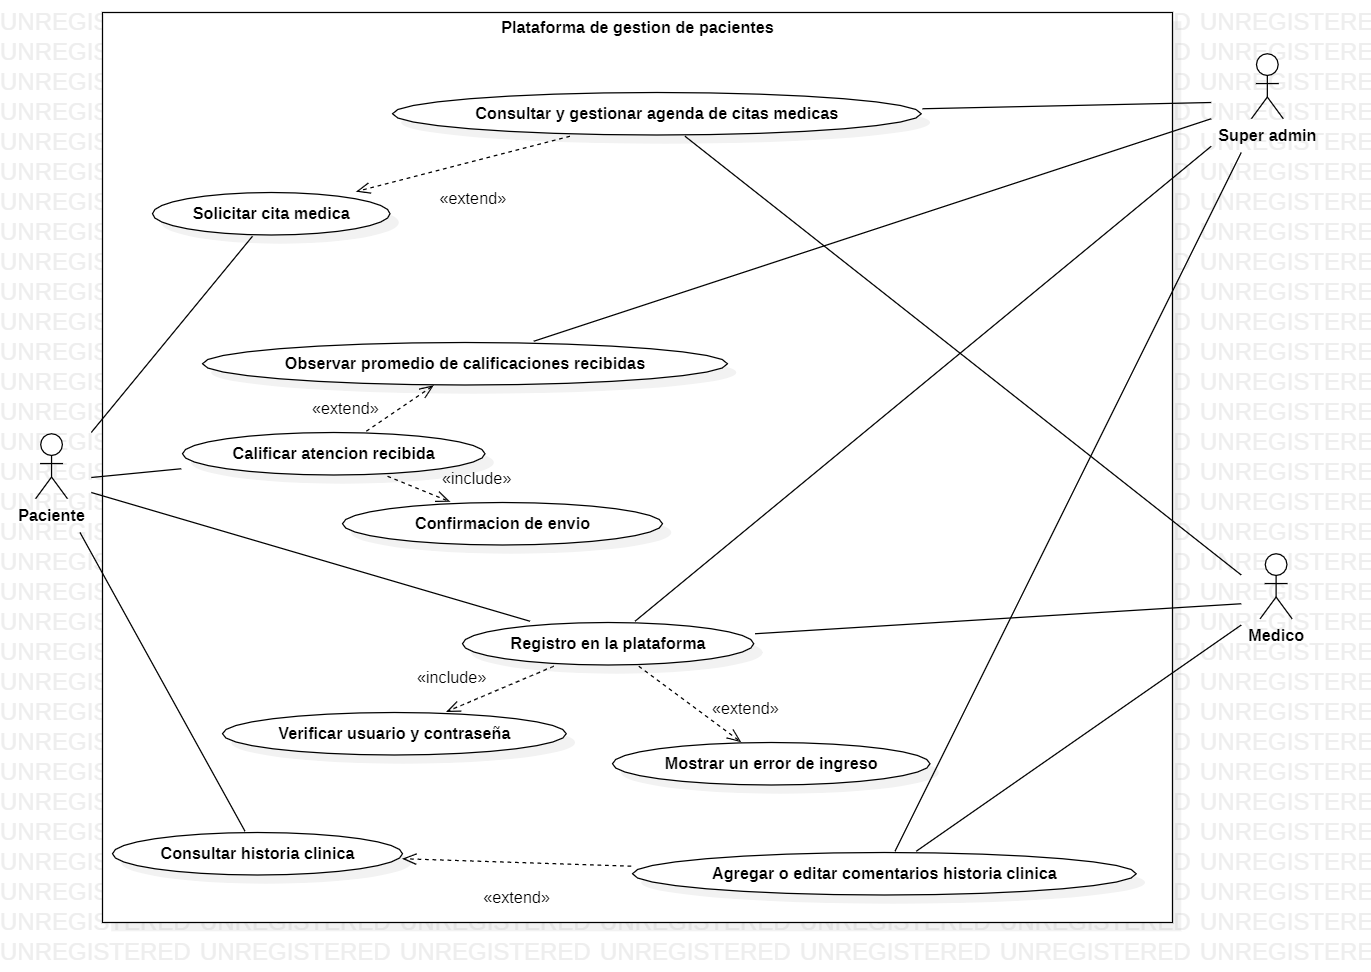 Plataforma de gestion de pacientes
Consultar y gestionar agenda de citas medicas
Super admin
«extend»
Solicitar cita medica
Observar promedio de calificaciones recibidas
«extend»
Calificar atencion recibida
«include»
Paciente
Confirmacion de envio
Medico
Registro en la plataforma
«include»
«extend»
Verificar usuario y contraseña
Mostrar un error de ingreso
Consultar historia clinica
Agregar o editar comentarios historia clinica
«extend»
UNREGISTERED UNREGISTERED UNREGISTERED UNREGISTERED UNREGISTERED UNREGISTERED UNREGISTERE